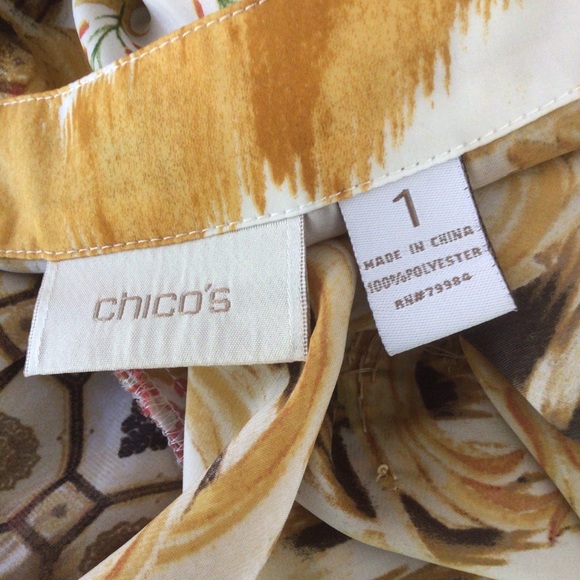 chico's
1
MADE IN CHINA
100%POLYESTER
RN#79984